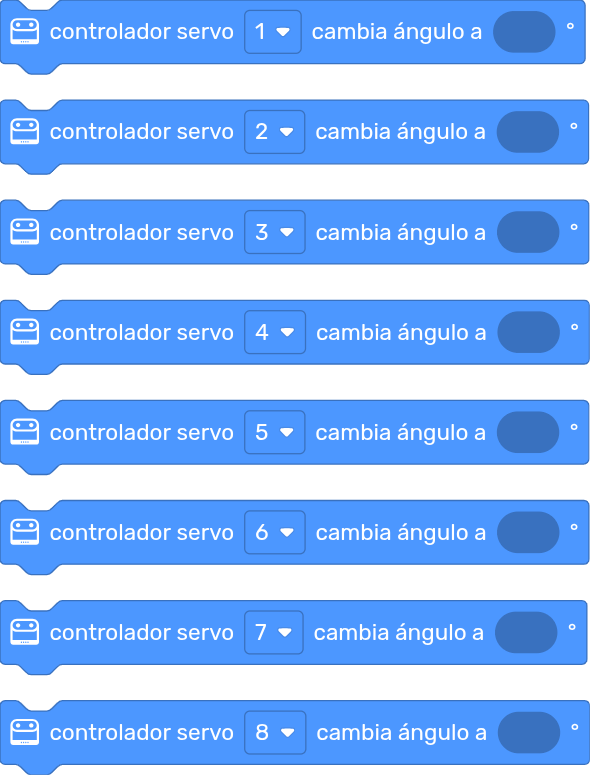 controlador servo 1 cambia ángulo a °
controlador servo 2 cambia ángulo a °
controlador servo 3 cambia ángulo a °
controlador servo 4 cambia ángulo a °
controlador servo 5 cambia ángulo a °
controlador servo 6 cambia ángulo a °
controlador servo 7 cambia ángulo a °
controlador servo 8 cambia ángulo a °